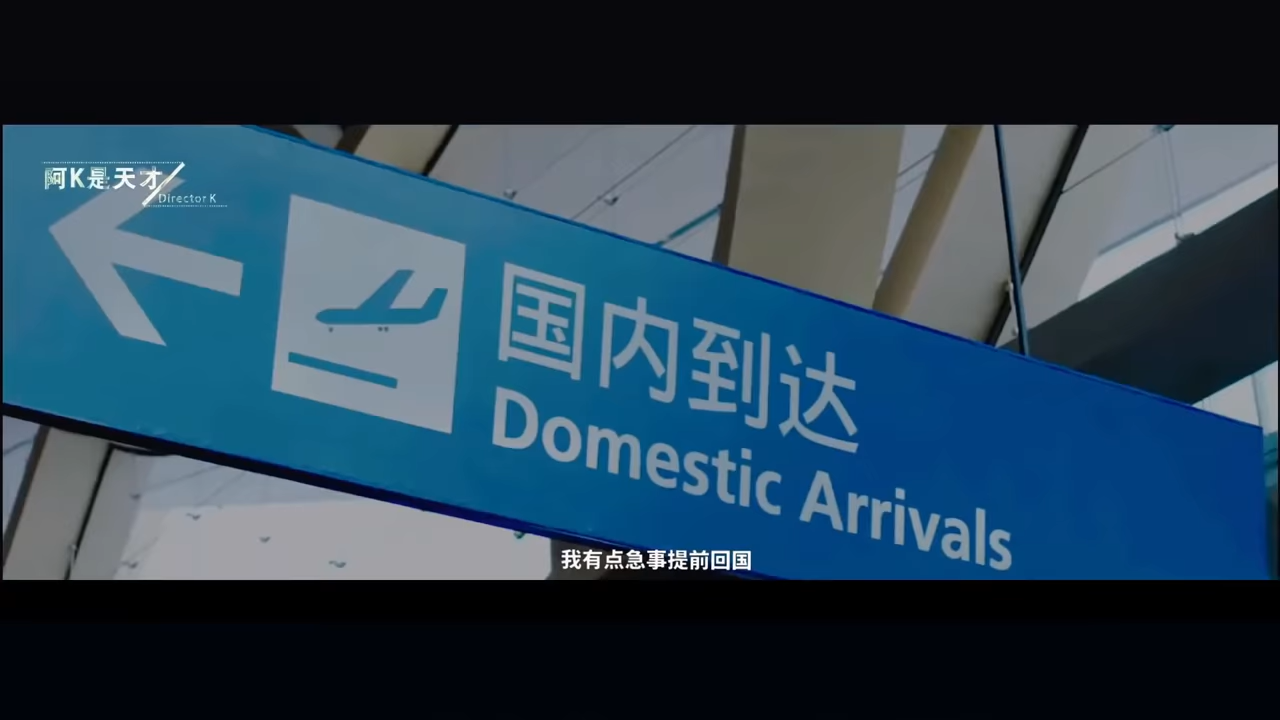 阿K是天才
Director K
国内到达
Domestic Arrivals
我有点急事提前回国